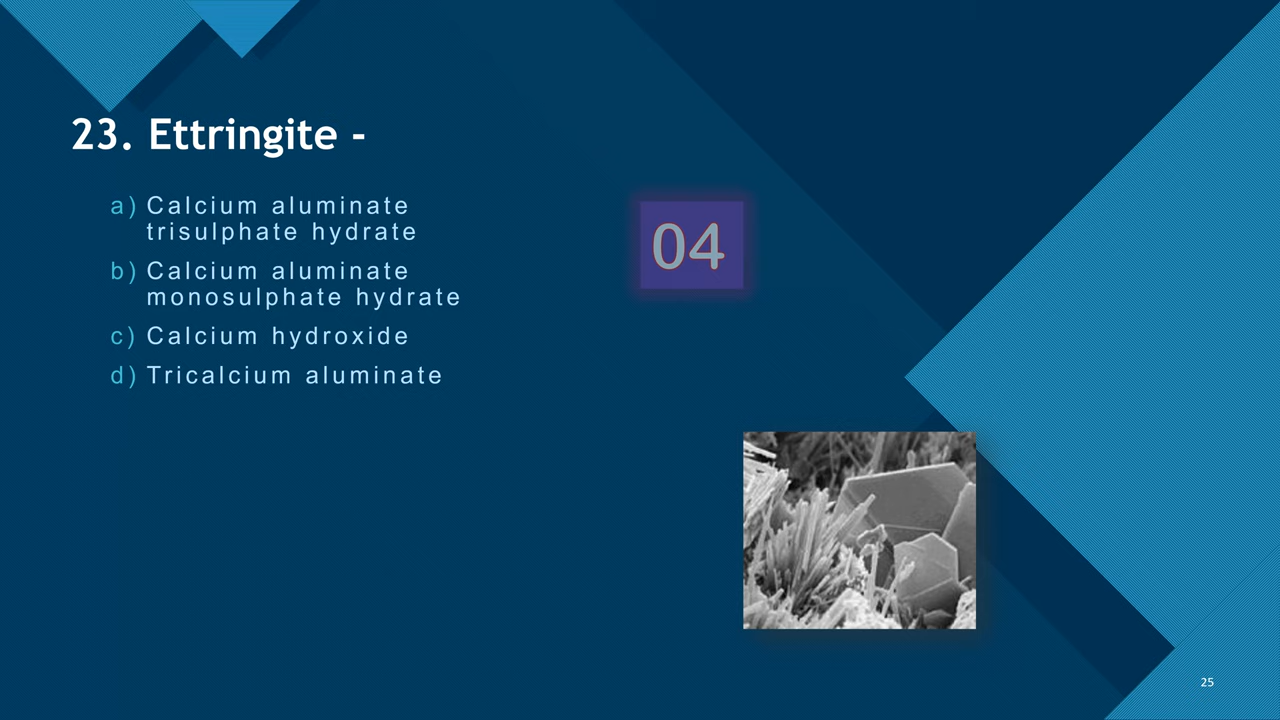 23. Ettringite -
a) Calcium aluminate
trisulphate hydrate
b) Calcium aluminate
monosulphate hydrate
c) Calcium hydroxide
d) Tricalcium aluminate
04
25